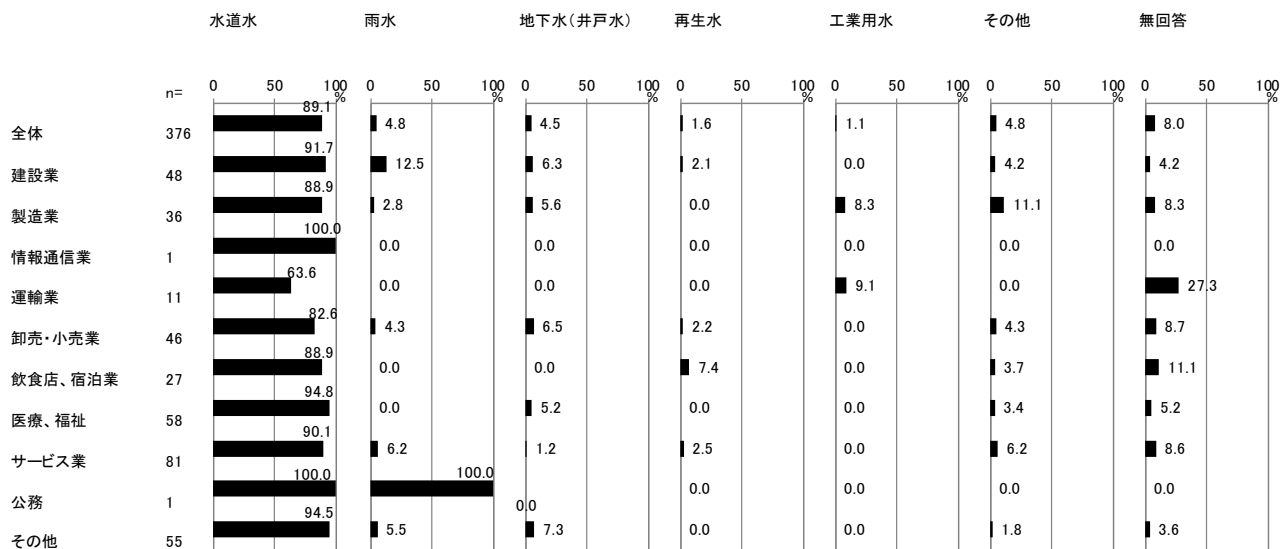 水道水 雨水 地下水(井戸水) 再生水 工業用水 その他 無回答
n= 0 50 100 % 0 50 100 % 0 50 100 % 0 50 100 % 0 50 100 % 0 50 100 % 0 50 100 %
全体 376 89.1 4.8 4.5 1.6 1.1 4.8 8.0
建設業 48 91.7 12.5 6.3 2.1 0.0 4.2 4.2
製造業 36 88.9 2.8 5.6 0.0 8.3 11.1 8.3
情報通信業 1 100.0 0.0 0.0 0.0 0.0 0.0 0.0
運輸業 11 63.6 0.0 0.0 0.0 9.1 0.0 27.3
卸売・小売業 46 82.6 4.3 6.5 2.2 0.0 4.3 8.7
飲食店、宿泊業 27 88.9 0.0 0.0 7.4 0.0 3.7 11.1
医療、福祉 58 94.8 0.0 5.2 0.0 0.0 3.4 5.2
サービス業 81 90.1 6.2 1.2 2.5 0.0 6.2 8.6
公務 1 100.0 100.0 0.0 0.0 0.0 0.0 0.0
その他 55 94.5 5.5 7.3 0.0 0.0 1.8 3.6